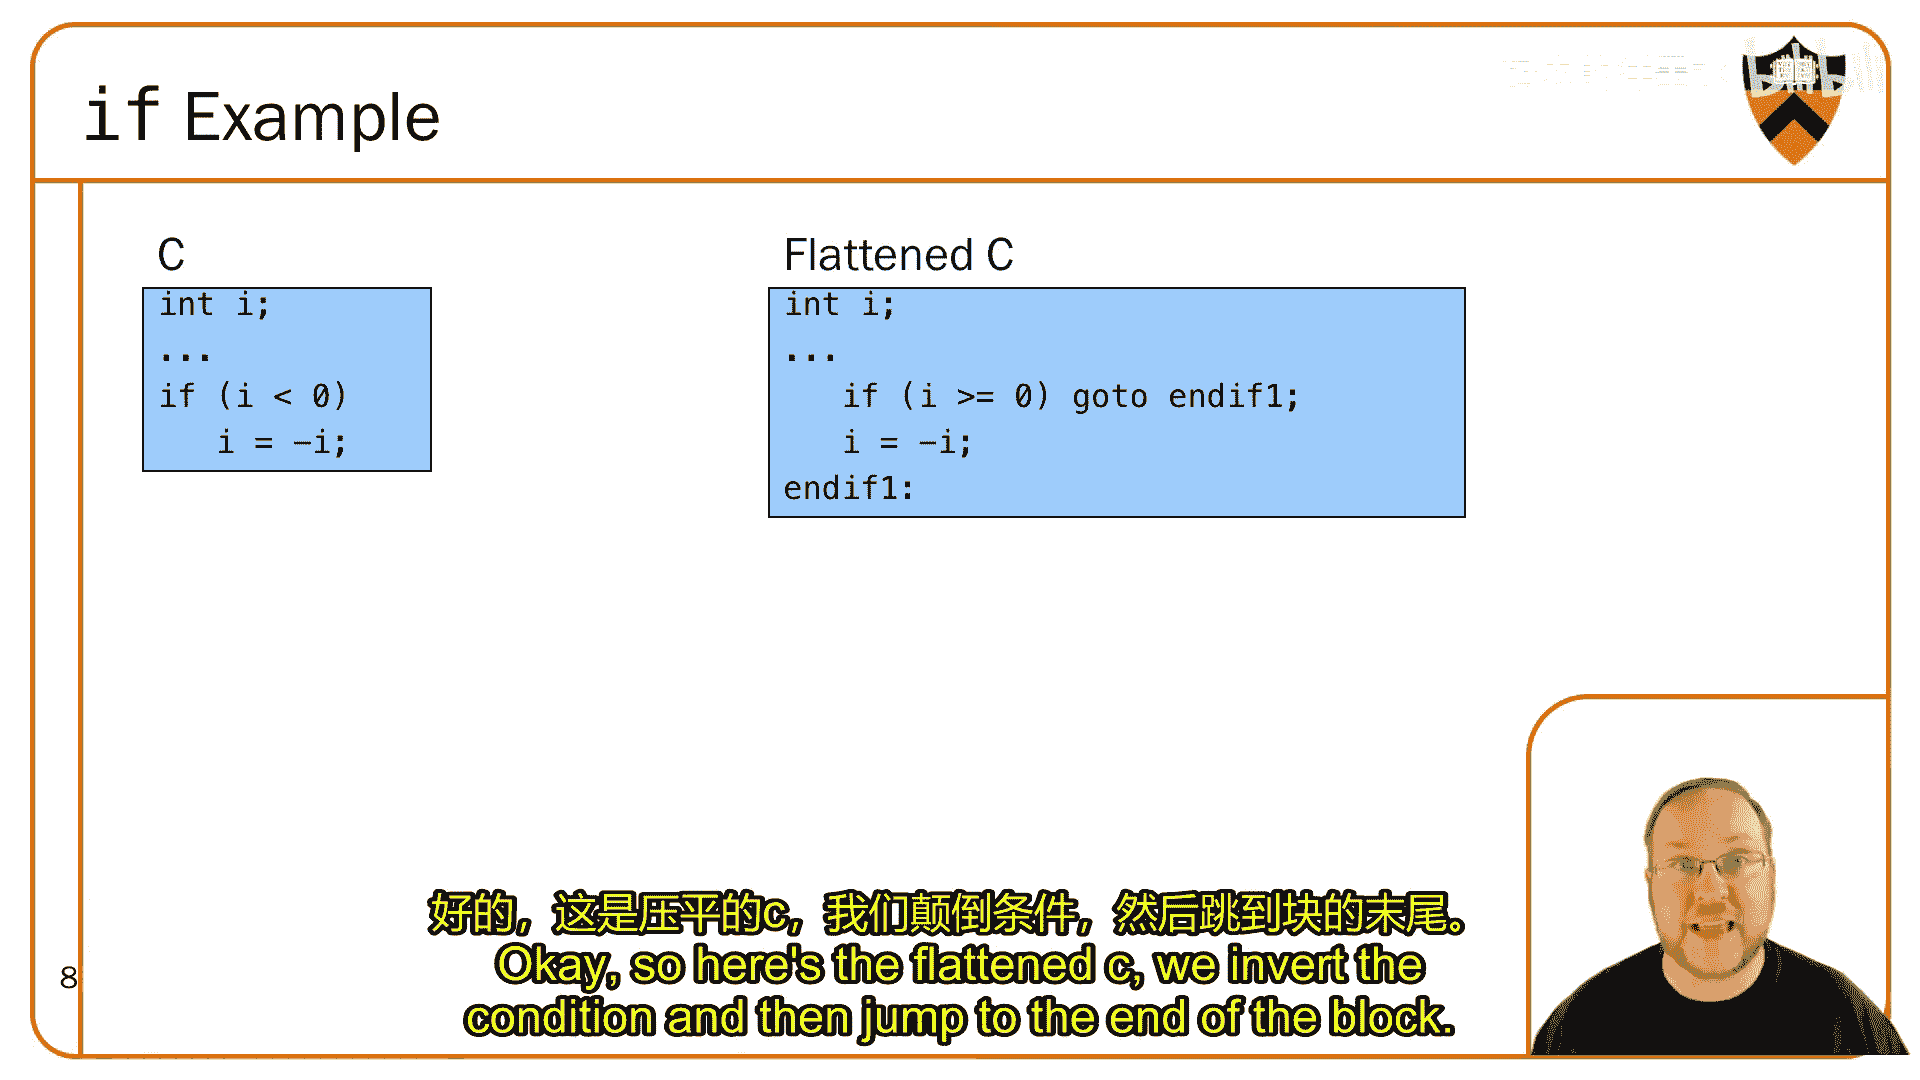 if Example
C
int i;
...
if (i < 0)
   i = –i;
Flattened C
int i;
...
   if (i >= 0) goto endif1;
   i = –i;
endif1:
8
好的，这是压平的c，我们颠倒条件，然后跳到块的末尾。
Okay, so here's the flattened c, we invert the
condition and then jump to the end of the block.